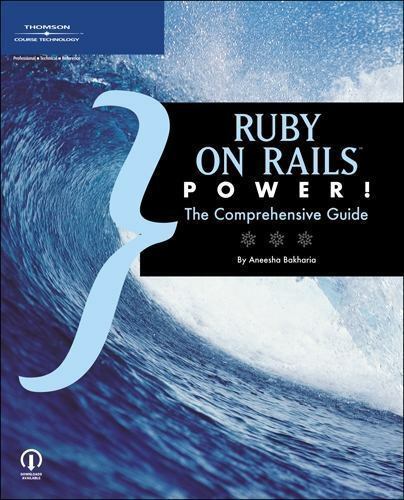 THOMSON
COURSE TECHNOLOGY
Professional ■ Technical ■ Reference
RUBY
ON RAILS™
POWER!
The Comprehensive Guide
By Aneesha Bakharia
DOWNLOADS
AVAILABLE